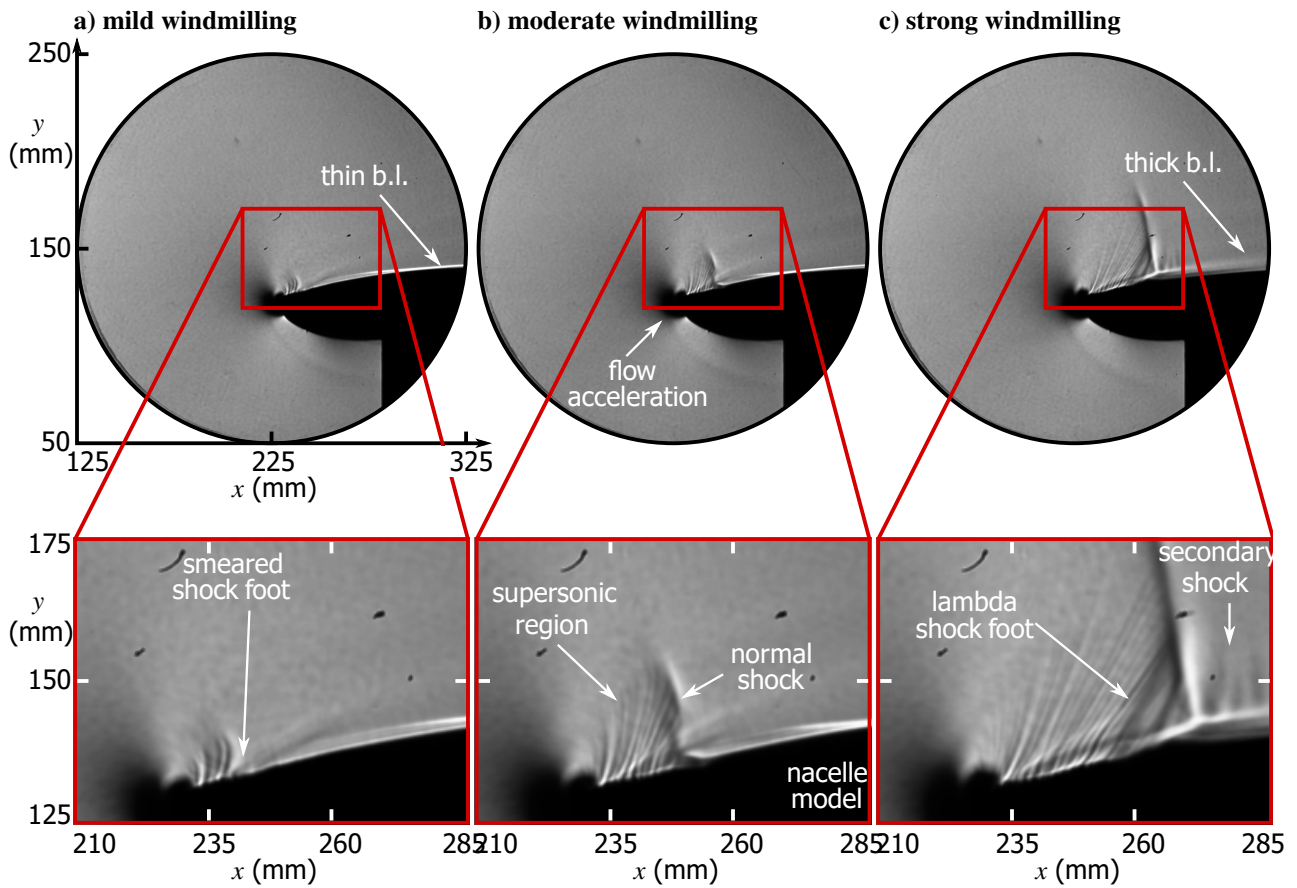 a) mild windmilling
b) moderate windmilling
c) strong windmilling
250
y
(mm)
150
50
125
225
325
x (mm)
thin b.l.
flow
acceleration
thick b.l.
175
y
(mm)
150
125
210
235
260
285
x (mm)
smeared
shock foot
supersonic
region
normal
shock
nacelle
model
210
235
260
285
x (mm)
lambda
shock foot
secondary
shock
210
235
260
285
x (mm)